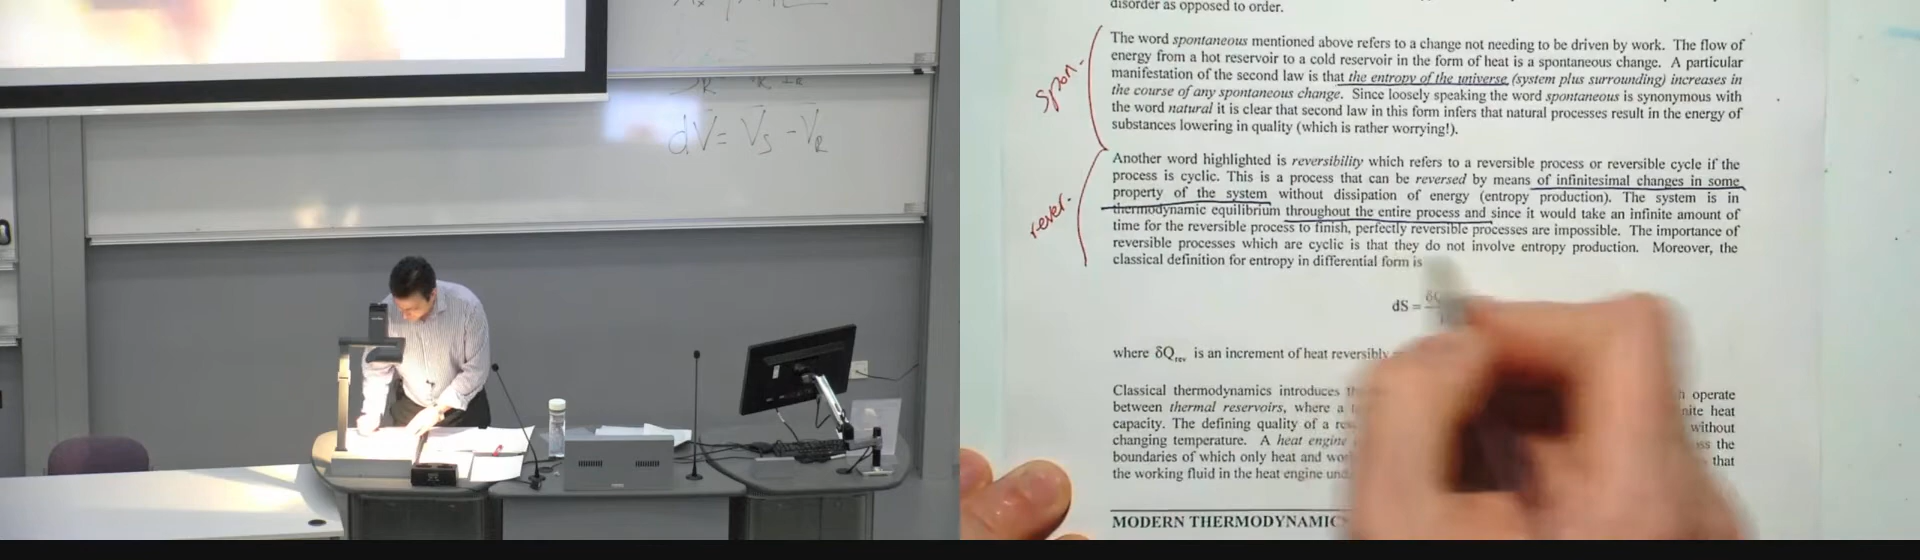 dV = V_S - V_R
disorder as opposed to order.
spon.
The word spontaneous mentioned above refers to a change not needing to be driven by work. The flow of
energy from a hot reservoir to a cold reservoir in the form of heat is a spontaneous change. A particular
manifestation of the second law is that the entropy of the universe (system plus surrounding) increases in
the course of any spontaneous change. Since loosely speaking the word spontaneous is synonymous with
the word natural it is clear that second law in this form infers that natural processes result in the energy of
substances lowering in quality (which is rather worrying!).
rever.
Another word highlighted is reversibility which refers to a reversible process or reversible cycle if the
process is cyclic. This is a process that can be reversed by means of infinitesimal changes in some
property of the system without dissipation of energy (entropy production). The system is in
thermodynamic equilibrium throughout the entire process and since it would take an infinite amount of
time for the reversible process to finish, perfectly reversible processes are impossible. The importance of
reversible processes which are cyclic is that they do not involve entropy production. Moreover, the
classical definition for entropy in differential form is
dS =
where δQrev is an increment of heat reversibly
Classical thermodynamics introduces operate
between thermal reservoirs, where a heat
capacity. The defining quality of a without
changing temperature. A heat engine the
boundaries of which only heat and that
the working fluid in the heat engine
MODERN THERMODYNAMIC